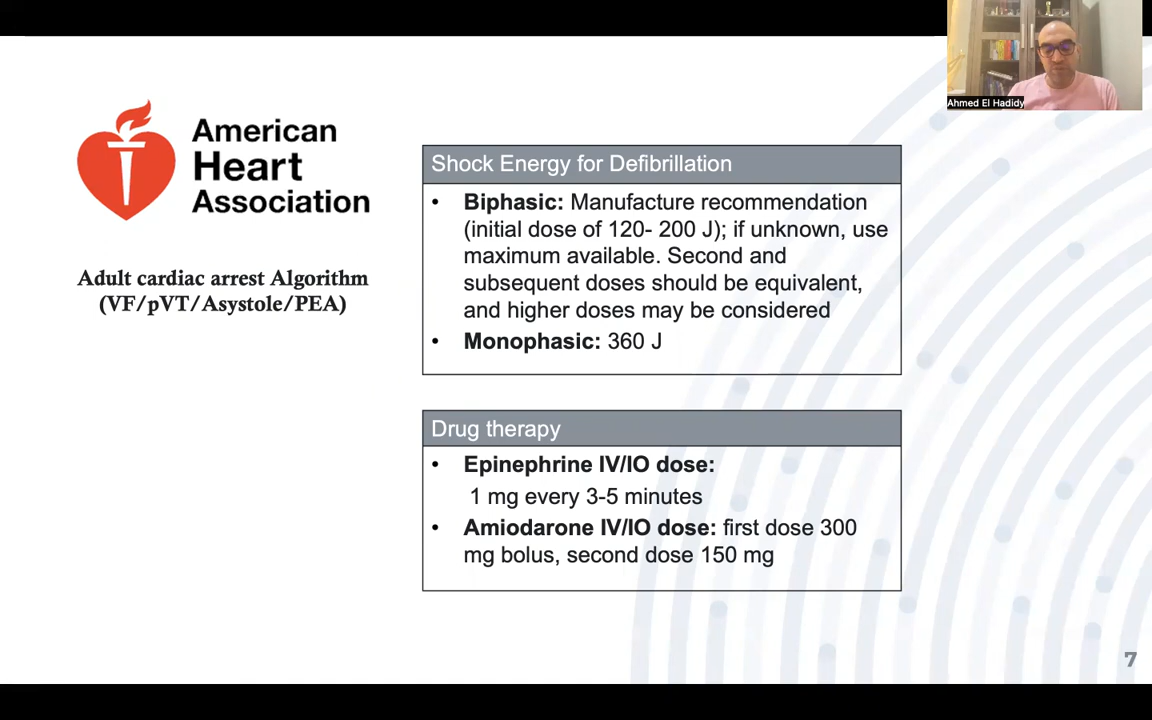 Ahmed El Hadidy
American
Heart
Association
Adult cardiac arrest Algorithm
(VF/pVT/Asystole/PEA)
Shock Energy for Defibrillation
• Biphasic: Manufacture recommendation
(initial dose of 120- 200 J); if unknown, use
maximum available. Second and
subsequent doses should be equivalent,
and higher doses may be considered
• Monophasic: 360 J
Drug therapy
• Epinephrine IV/IO dose:
1 mg every 3-5 minutes
• Amiodarone IV/IO dose: first dose 300
mg bolus, second dose 150 mg
7